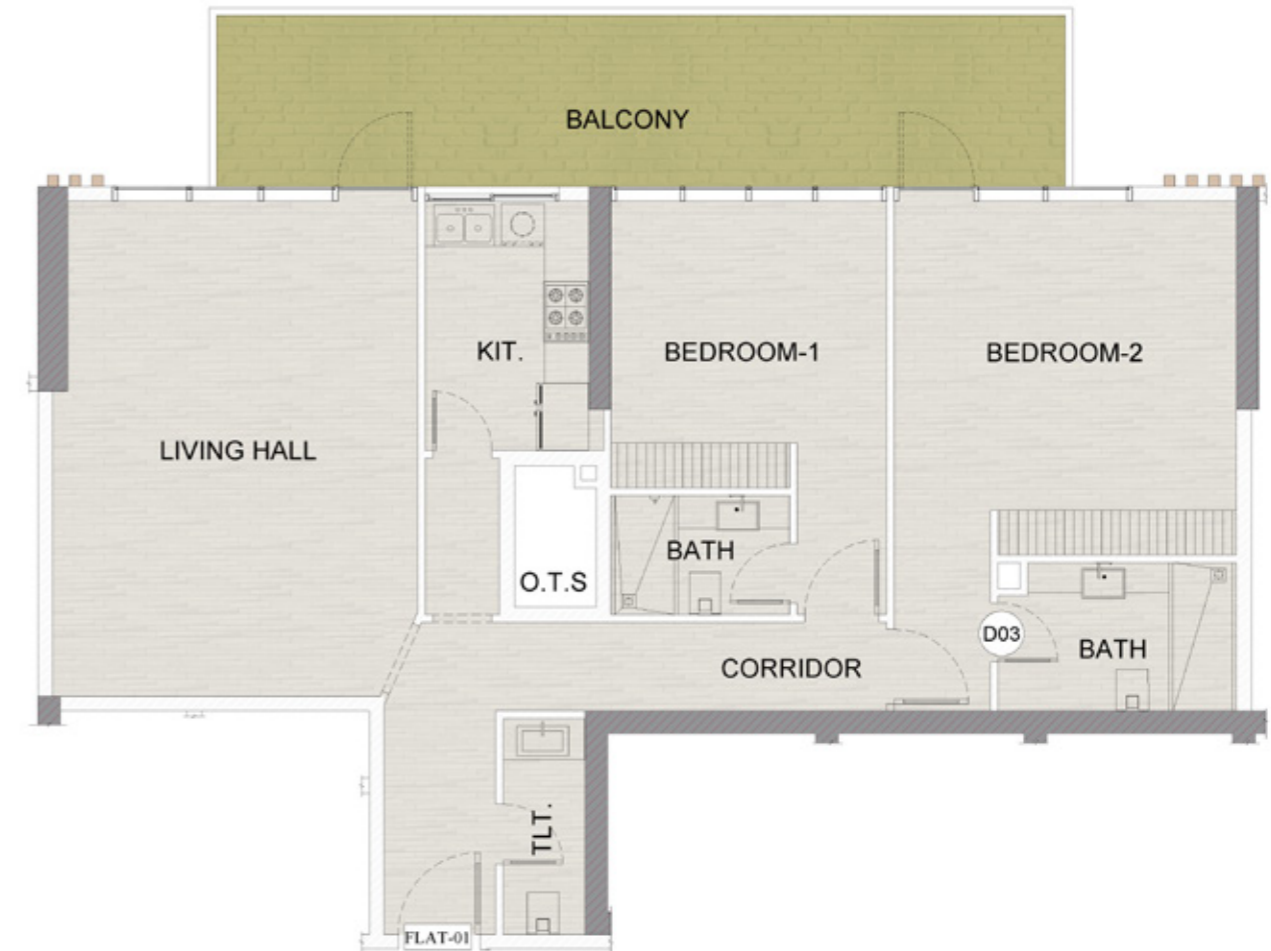 BALCONY
KIT.
BEDROOM-1
BEDROOM-2
LIVING HALL
BATH
O.T.S
D03
BATH
CORRIDOR
TLT.
FLAT-01